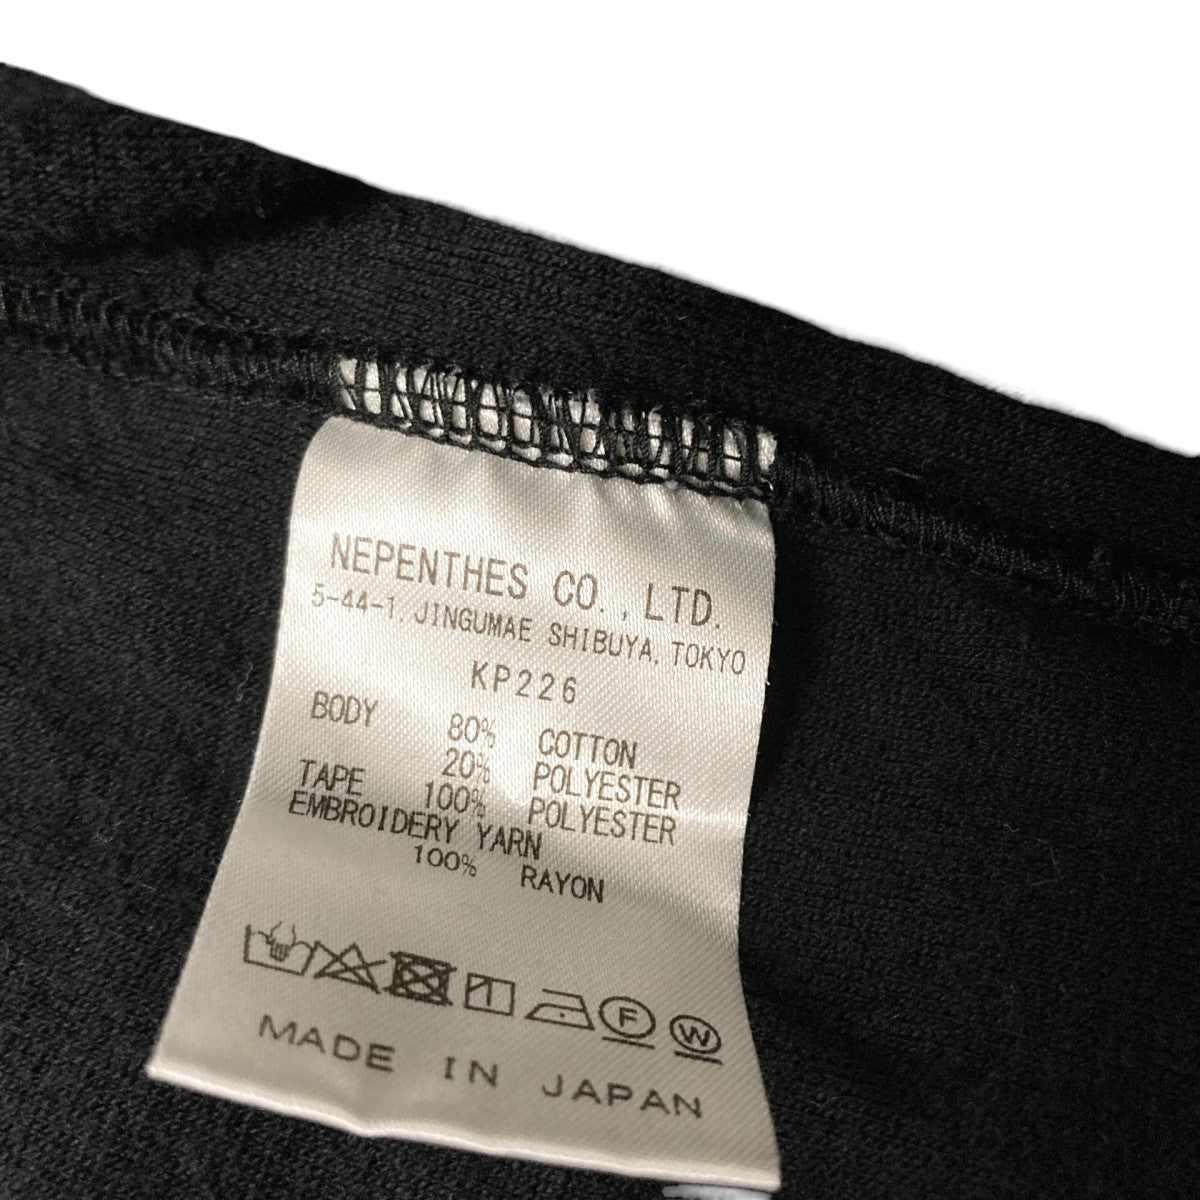 NEPENTHES CO., LTD.
5-44-1, JINGUMAE SHIBUYA, TOKYO
KP226
BODY 80% COTTON
20% POLYESTER
TAPE 100% POLYESTER
EMBROIDERY YARN
100% RAYON
F W
MADE IN JAPAN